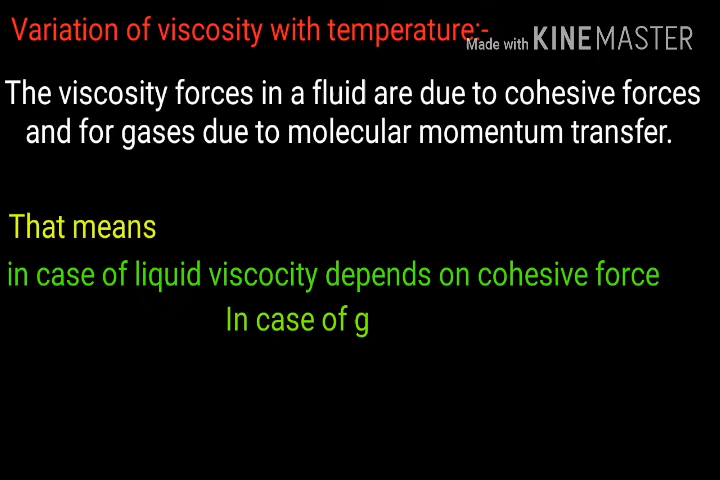 Variation of viscosity with temperature:-
Made with KINEMASTER
The viscosity forces in a fluid are due to cohesive forces
and for gases due to molecular momentum transfer.
That means
in case of liquid viscocity depends on cohesive force
In case of g